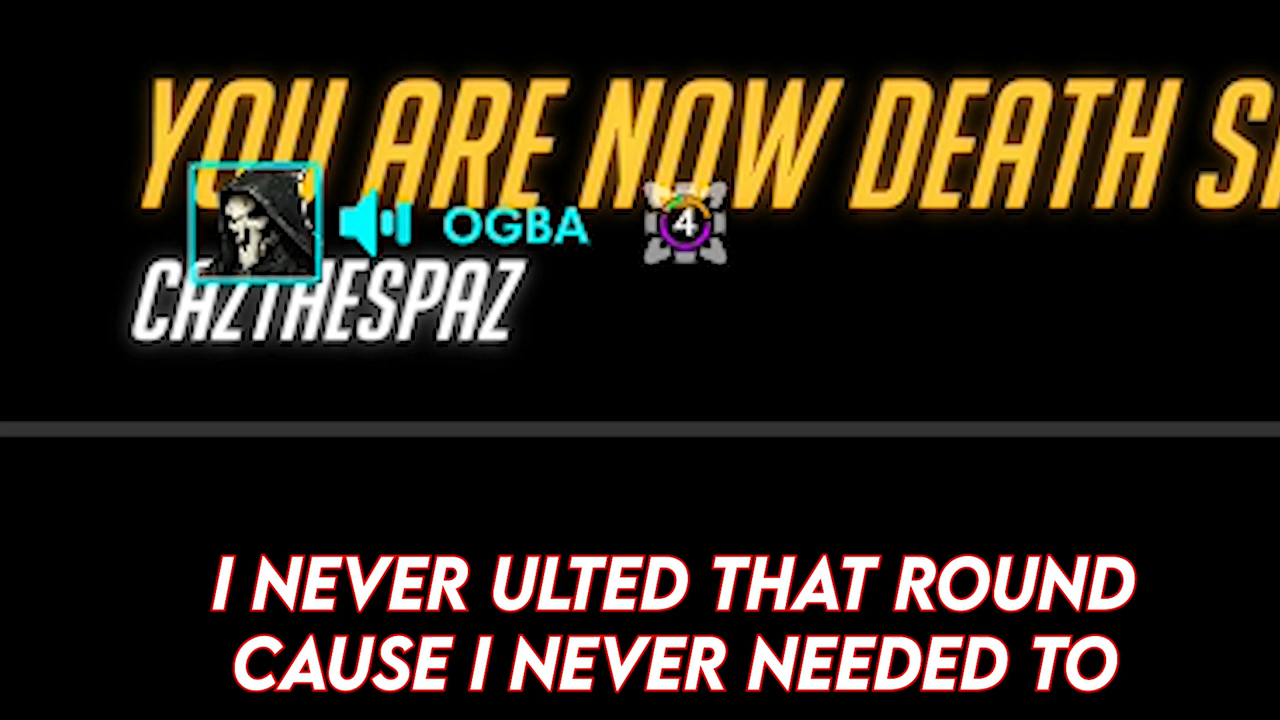 YOU ARE NOW DEATH
OGBA
4
CAZTHESPAZ
I NEVER ULTED THAT ROUND
CAUSE I NEVER NEEDED TO